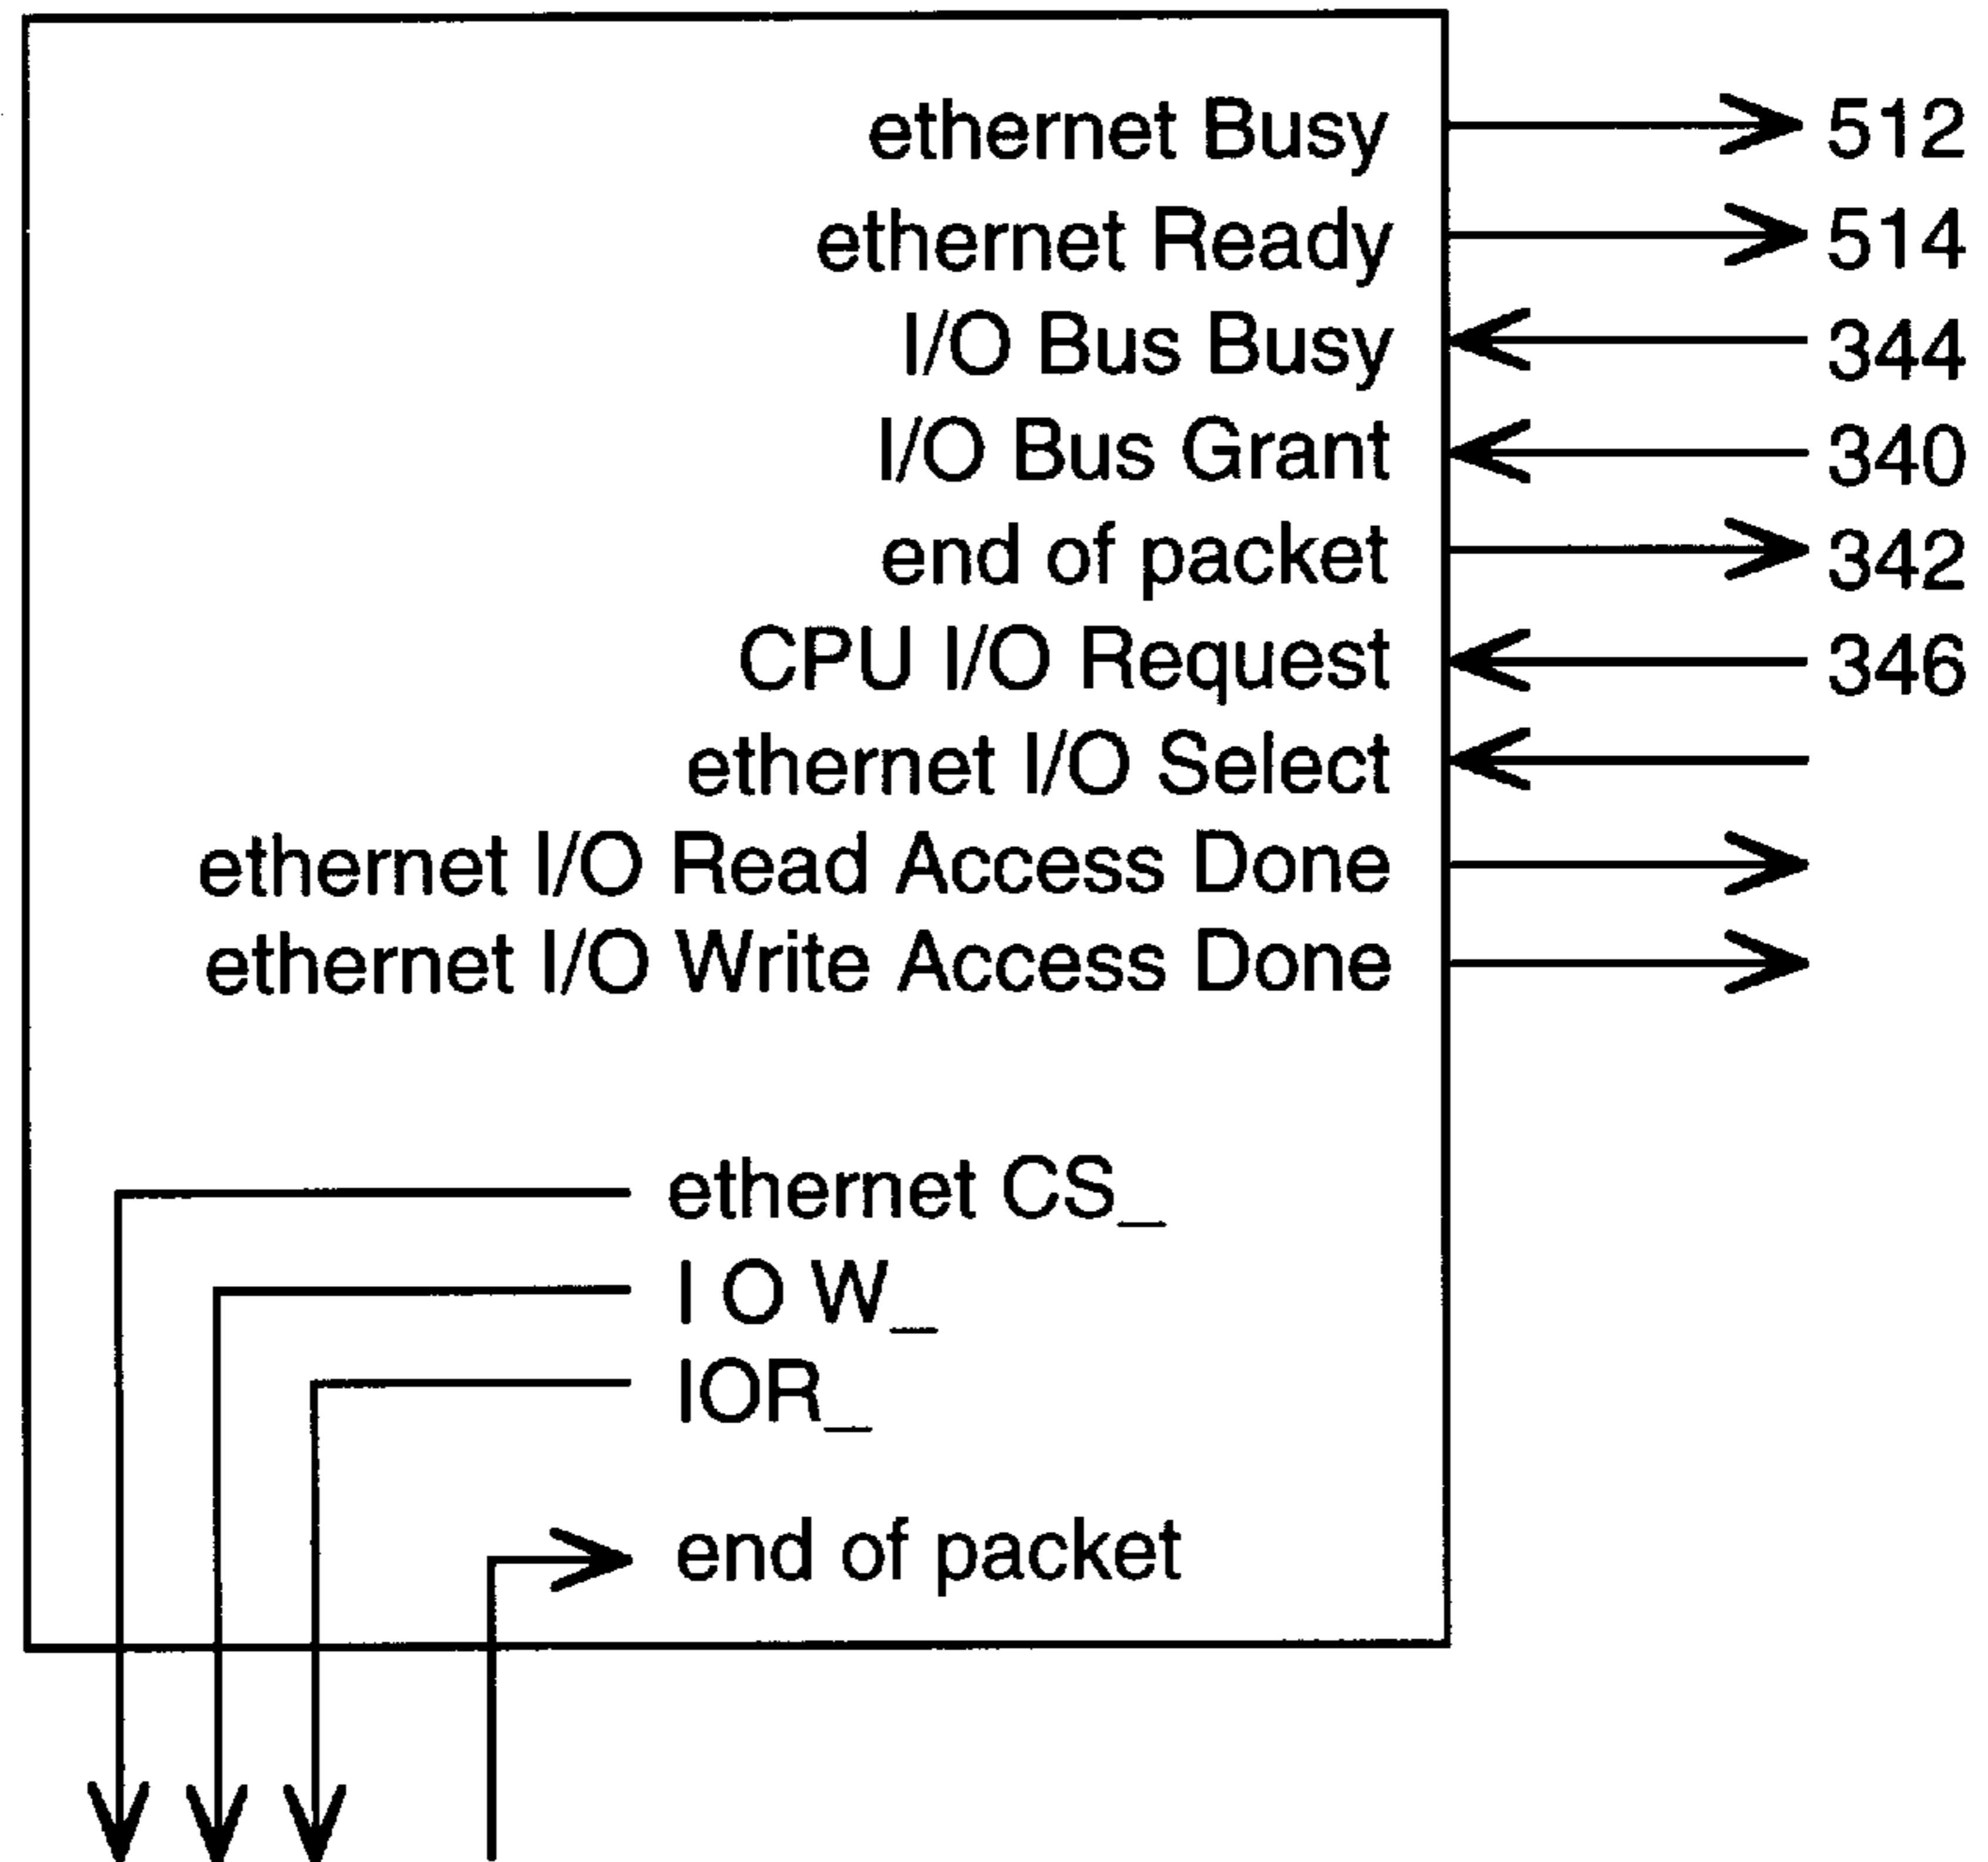 ethernet Busy 512
ethernet Ready 514
I/O Bus Busy 344
I/O Bus Grant 340
end of packet 342
CPU I/O Request 346
ethernet I/O Select
ethernet I/O Read Access Done
ethernet I/O Write Access Done
ethernet CS_
I O W_
IOR_
end of packet